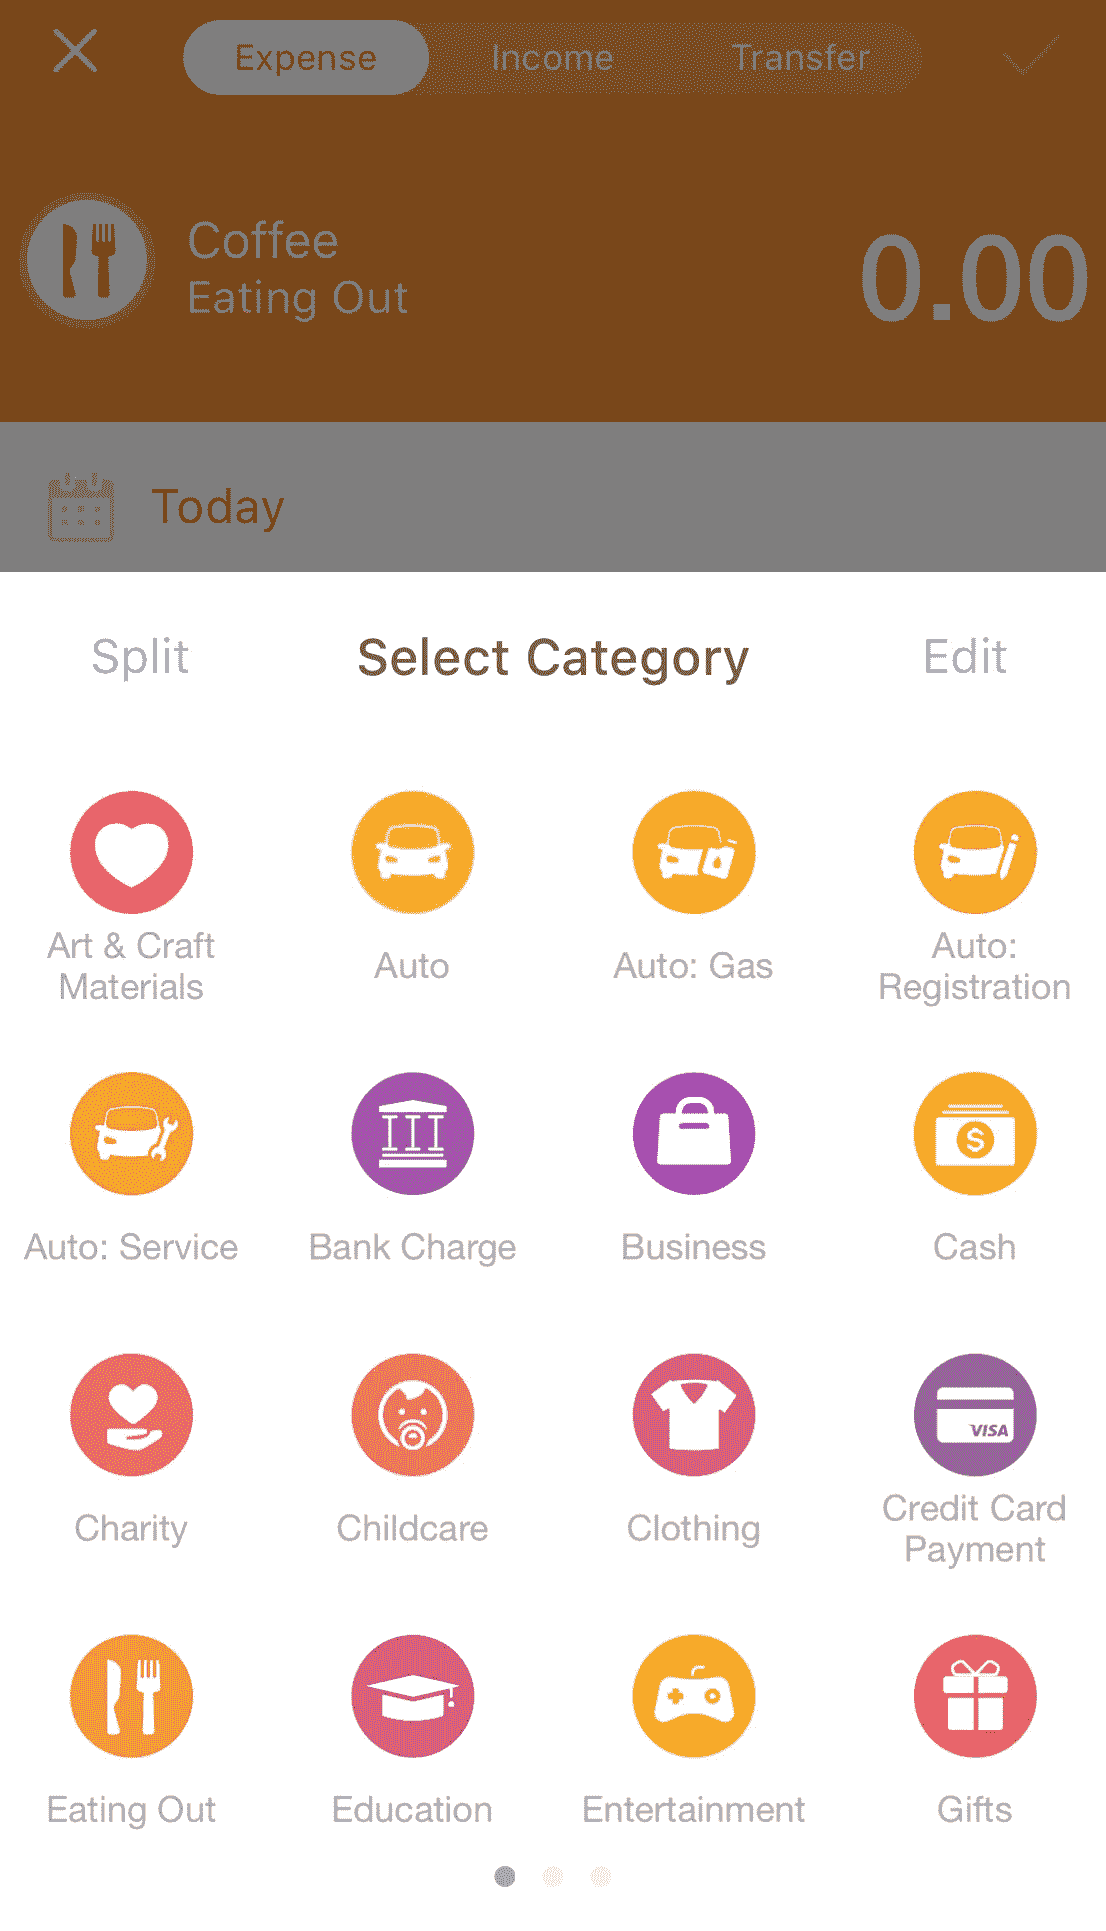 Expense Income Transfer
Coffee
Eating Out
0.00
Today
Split Select Category Edit
Art & Craft
Materials
Auto
Auto: Gas
Auto:
Registration
Auto: Service
Bank Charge
Business
$
Cash
Charity
Childcare
Clothing
VISA
Credit Card
Payment
Eating Out
Education
Entertainment
Gifts